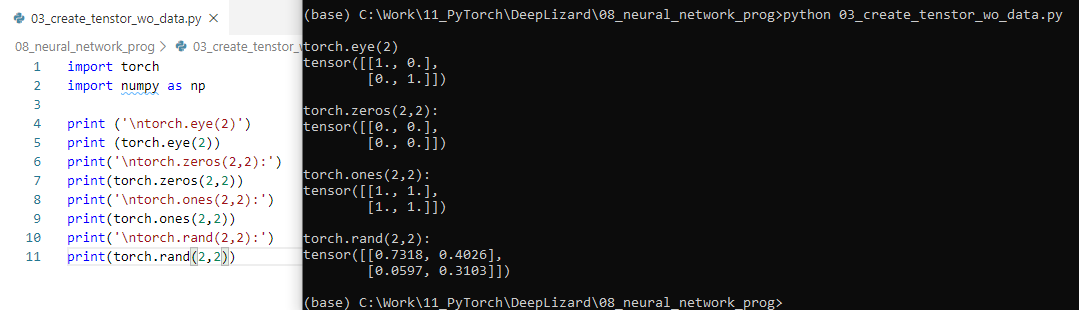 03_create_tenstor_wo_data.py ×
08_neural_network_prog > 03_create_tenstor_w
1 import torch
2 import numpy as np
3
4 print ('\ntorch.eye(2)')
5 print (torch.eye(2))
6 print('\ntorch.zeros(2,2):')
7 print(torch.zeros(2,2))
8 print('\ntorch.ones(2,2):')
9 print(torch.ones(2,2))
10 print('\ntorch.rand(2,2):')
11 print(torch.rand(2,2))
(base) C:\Work\11_PyTorch\DeepLizard\08_neural_network_prog>python 03_create_tenstor_wo_data.py
torch.eye(2)
tensor([[1., 0.],
[0., 1.]])
torch.zeros(2,2):
tensor([[0., 0.],
[0., 0.]])
torch.ones(2,2):
tensor([[1., 1.],
[1., 1.]])
torch.rand(2,2):
tensor([[0.7318, 0.4026],
[0.0597, 0.3103]])
(base) C:\Work\11_PyTorch\DeepLizard\08_neural_network_prog>